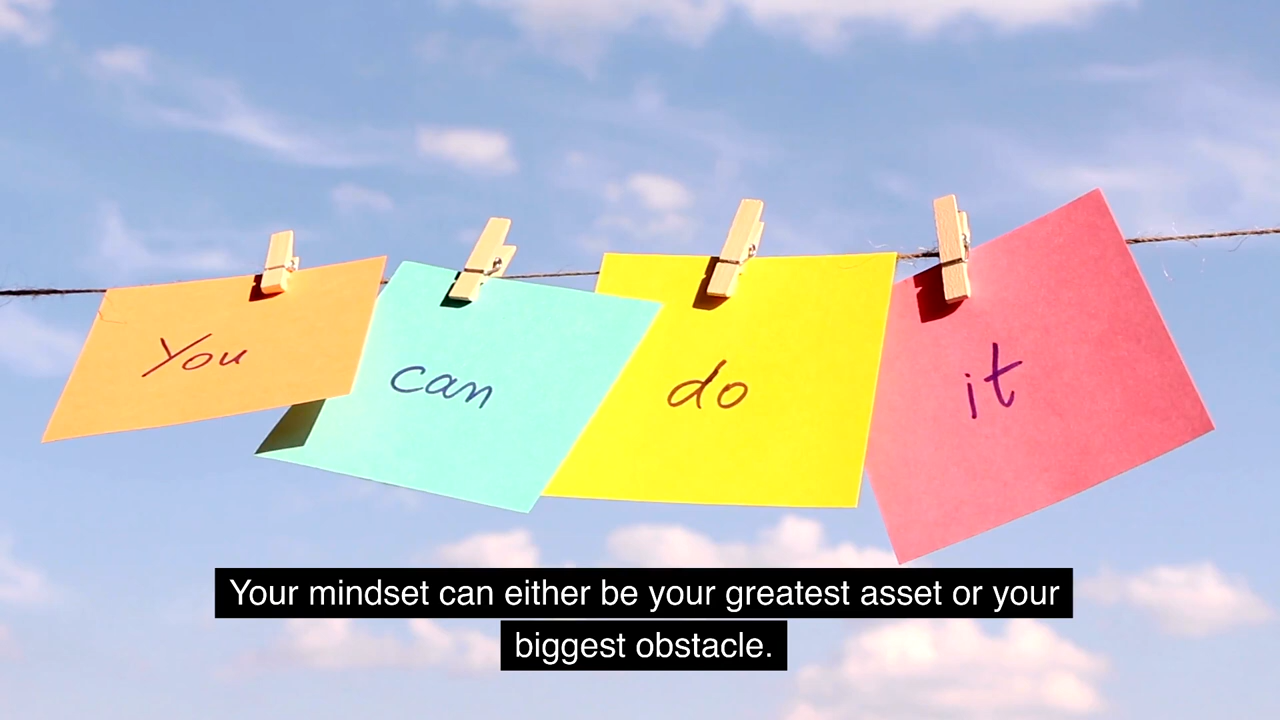 You can do it
Your mindset can either be your greatest asset or your
biggest obstacle.